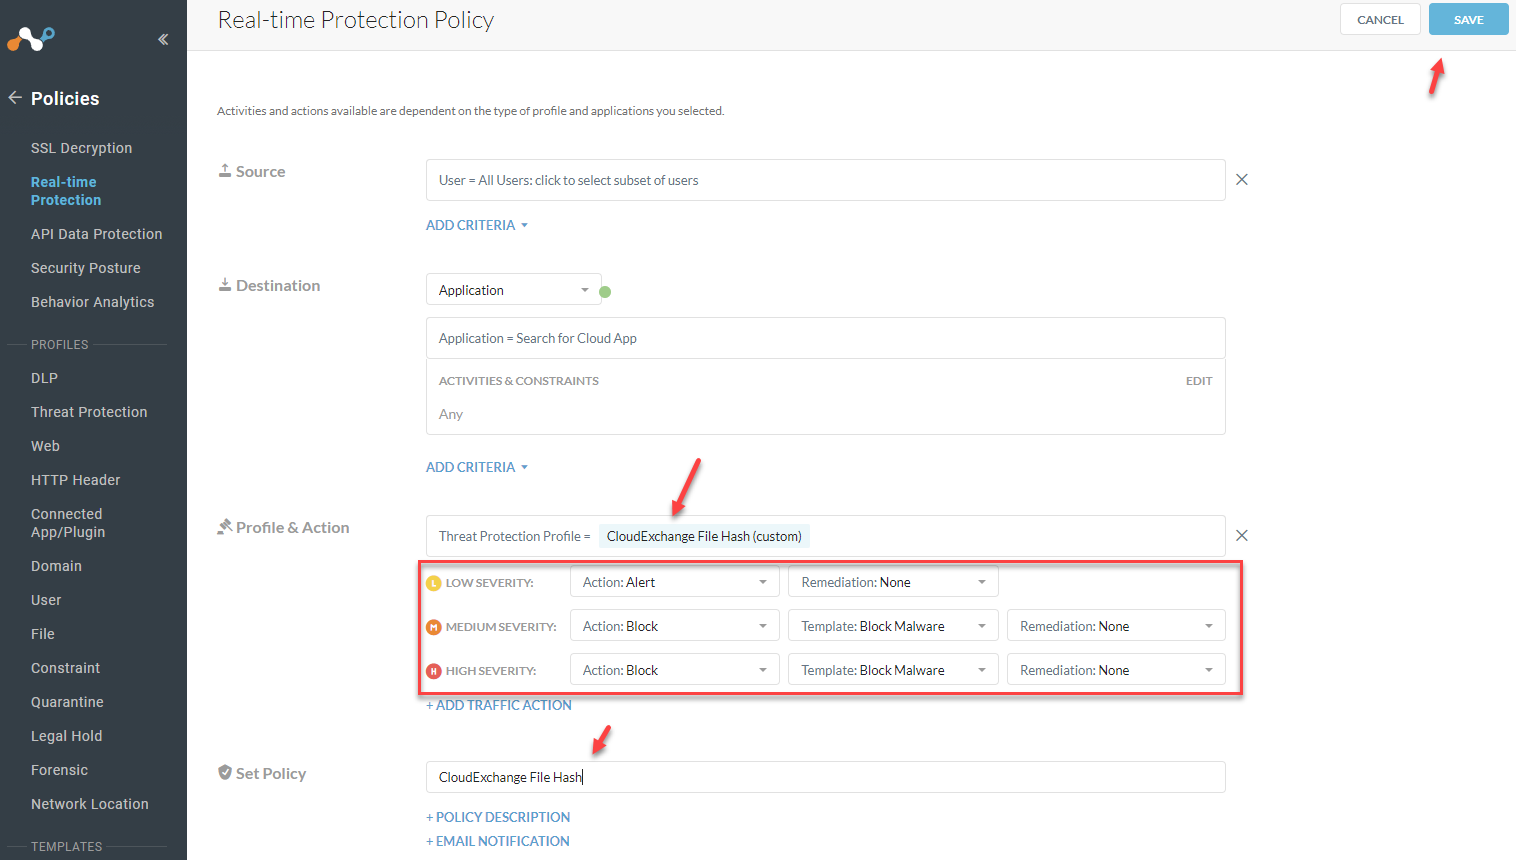 Real-time Protection Policy
CANCEL
SAVE
Policies
SSL Decryption
Real-time
Protection
API Data Protection
Security Posture
Behavior Analytics
PROFILES
DLP
Threat Protection
Web
HTTP Header
Connected
App/Plugin
Domain
User
File
Constraint
Quarantine
Legal Hold
Forensic
Network Location
TEMPLATES
Activities and actions available are dependent on the type of profile and applications you selected.
Source
User = All Users: click to select subset of users
ADD CRITERIA
Destination
Application
Application = Search for Cloud App
ACTIVITIES & CONSTRAINTS
EDIT
Any
ADD CRITERIA
Profile & Action
Threat Protection Profile = CloudExchange File Hash (custom)
L LOW SEVERITY: Action: Alert Remediation: None
M MEDIUM SEVERITY: Action: Block Template: Block Malware Remediation: None
H HIGH SEVERITY: Action: Block Template: Block Malware Remediation: None
+ ADD TRAFFIC ACTION
Set Policy
CloudExchange File Hash
+ POLICY DESCRIPTION
+ EMAIL NOTIFICATION